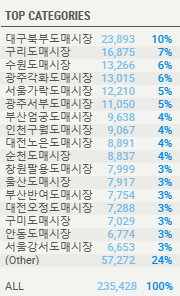 TOP CATEGORIES
대구북부도매시장 23,893 10%
구리도매시장 16,875 7%
수원도매시장 13,266 6%
광주각화도매시장 13,015 6%
서울가락도매시장 12,210 5%
광주서부도매시장 11,050 5%
부산엄궁도매시장 9,638 4%
인천구월도매시장 9,067 4%
대전노은도매시장 8,891 4%
순천도매시장 8,837 4%
창원팔용도매시장 7,999 3%
울산도매시장 7,917 3%
부산반여도매시장 7,754 3%
대전오정도매시장 7,288 3%
구미도매시장 7,029 3%
안동도매시장 6,774 3%
서울강서도매시장 6,653 3%
(Other) 57,272 24%
ALL 235,428 100%